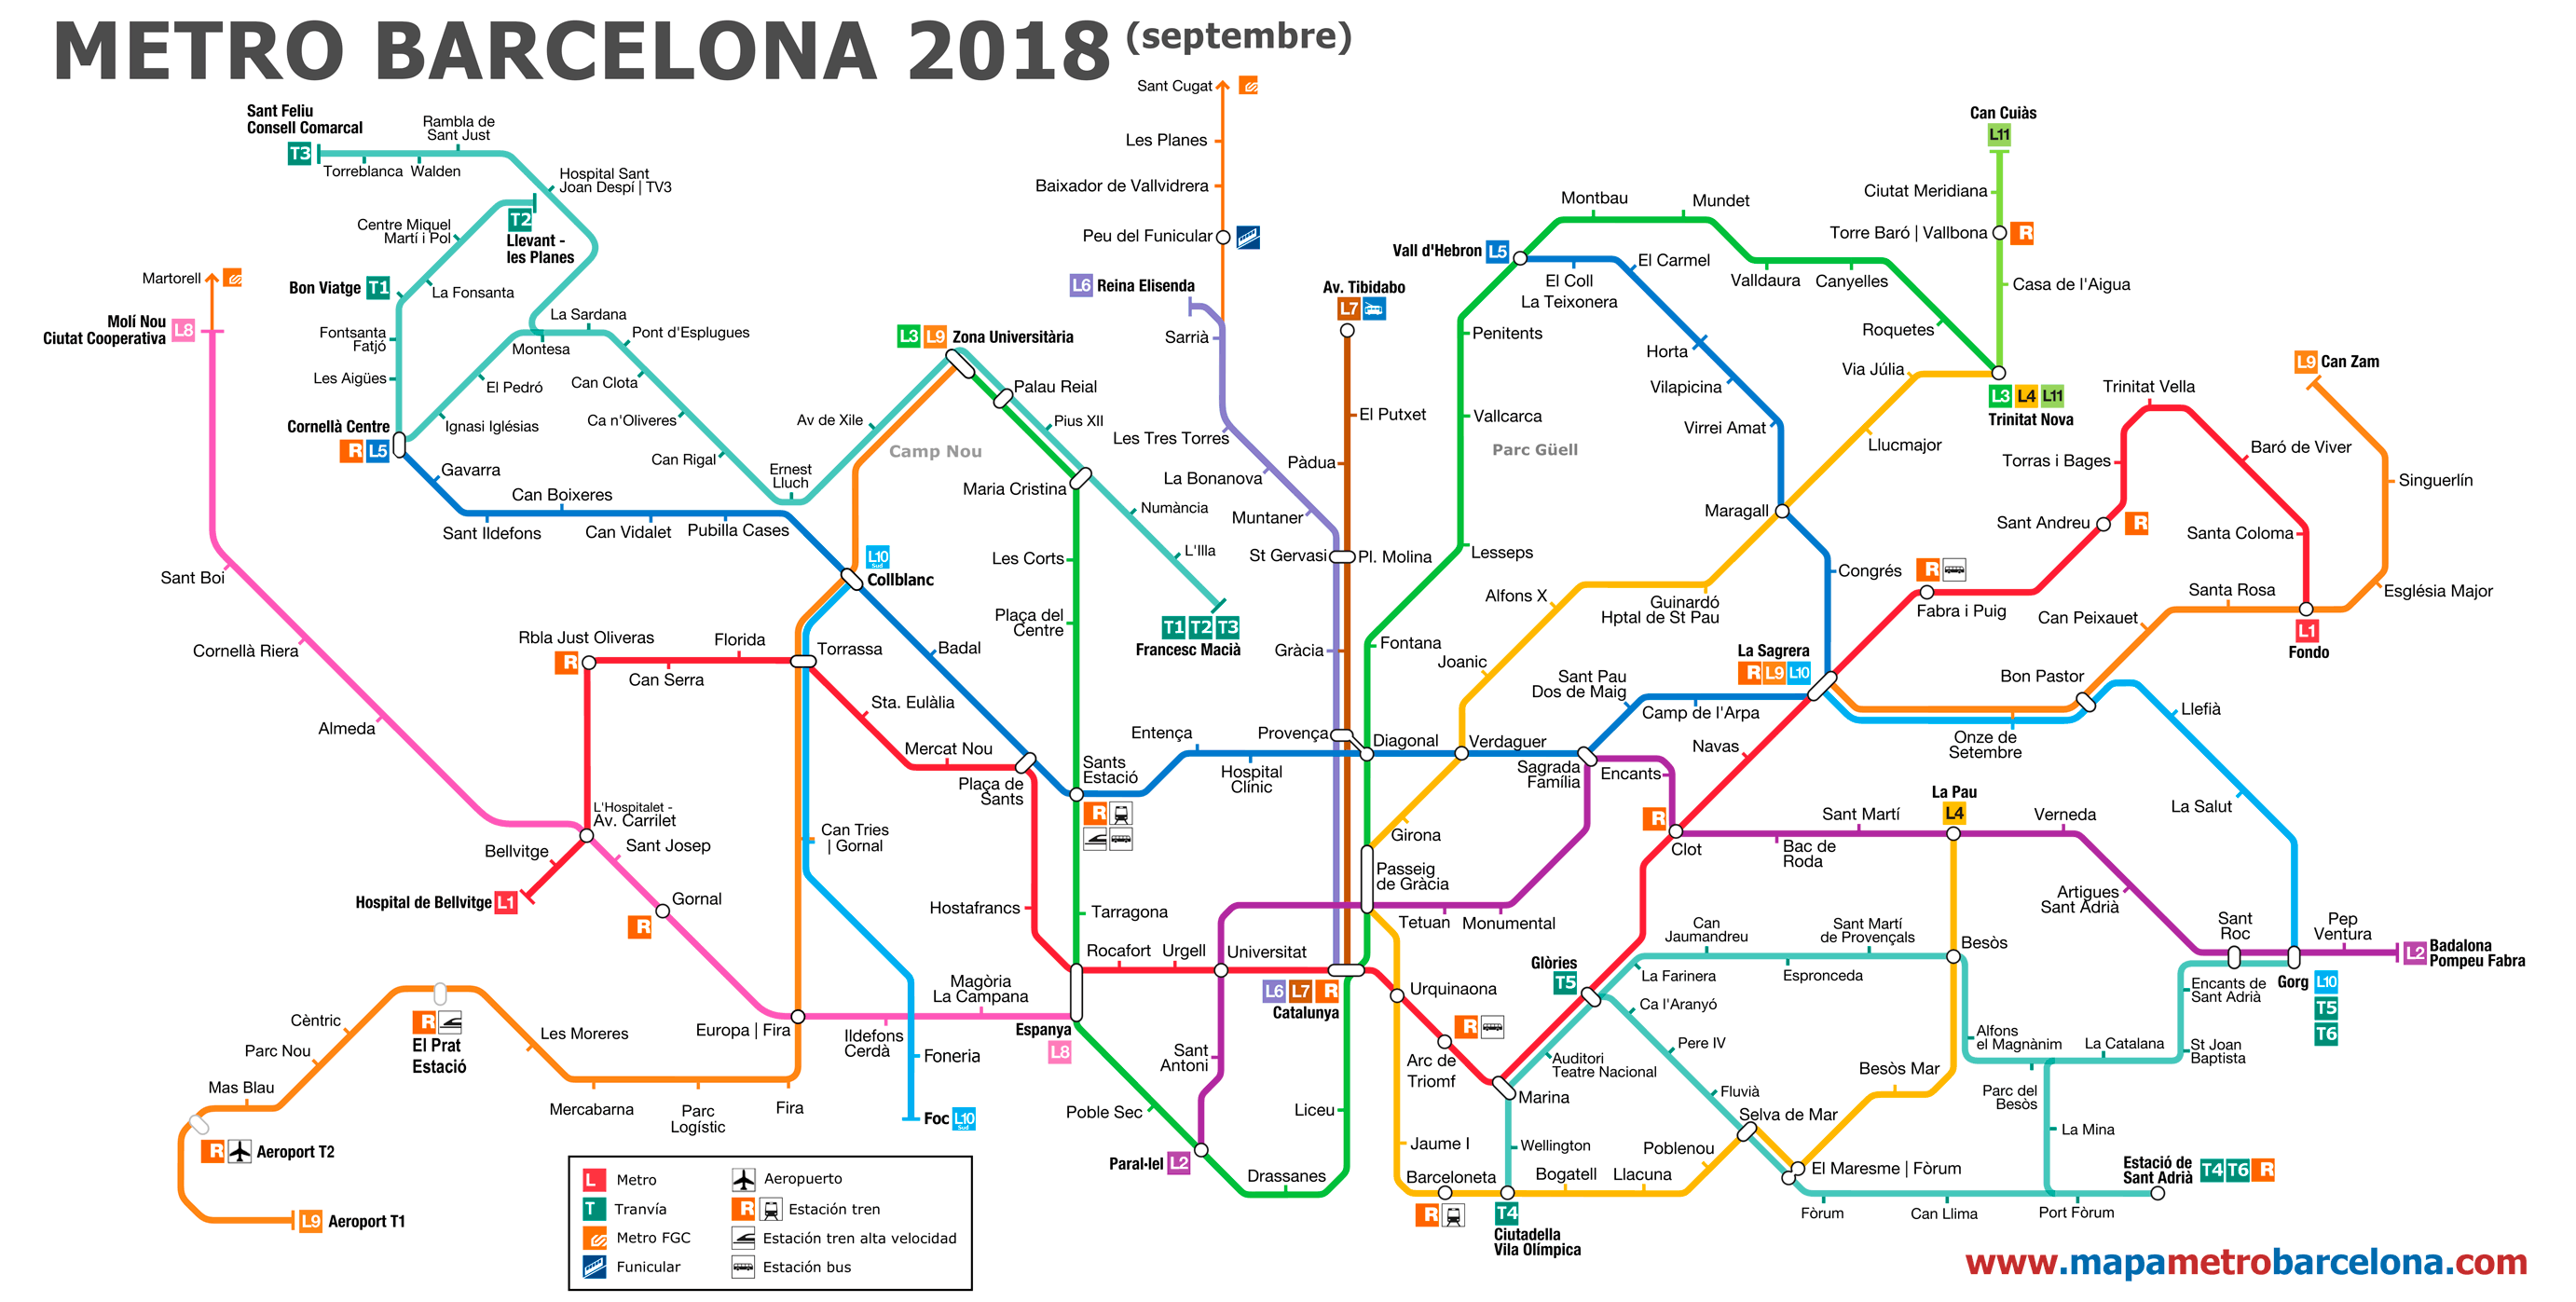 METRO BARCELONA 2018 (septembre)
Sant Feliu
Consell Comarcal
T3
Torreblanca
Walden
Rambla de
Sant Just
Hospital Sant
Joan Despí | TV3
Centre Miquel
Martí i Pol
T2
Llevant -
les Planes
Bon Viatge
T1
La Fonsanta
Fontsanta
Fatjó
Les Aigües
Cornellà Centre
R L5
Montesa
La Sardana
Pont d'Esplugues
El Pedró
Ignasi Iglésias
Can Clota
Ca n'Oliveres
Can Rigal
Ernest
Lluch
Av de Xile
Martorell
Molí Nou
Ciutat Cooperativa
L8
Sant Boi
Cornellà Riera
Almeda
L3 L9
Zona Universitària
Palau Reial
Pius XII
Camp Nou
Maria Cristina
Numància
L'Illa
T1 T2 T3
Francesc Macià
Les Corts
Plaça del
Centre
Gavarra
Sant Ildefons
Can Boixeres
Can Vidalet
Pubilla Cases
L10
Sud
Collblanc
Badal
Rbla Just Oliveras
R
Can Serra
Florida
Torrassa
Sta. Eulàlia
Mercat Nou
Plaça de
Sants
Sants
Estació
R
L'Hospitalet -
Av. Carrilet
Bellvitge
Hospital de Bellvitge
L1
Sant Josep
Gornal
R
Can Tries
| Gornal
Hostafrancs
Tarragona
Rocafort
Urgell
Universitat
Magòria
La Campana
Espanya
L8
Ildefons
Cerdà
Europa | Fira
Foneria
Foc
L10
Sud
Fira
Parc
Logístic
Mercabarna
Les Moreres
R
El Prat
Estació
Cèntric
Parc Nou
Mas Blau
R
Aeroport T2
L9
Aeroport T1
Sant Cugat
Les Planes
Baixador de Vallvidrera
Peu del Funicular
L6
Reina Elisenda
Sarrià
Les Tres Torres
La Bonanova
Muntaner
St Gervasi
Pl. Molina
Gràcia
Provença
Av. Tibidabo
L7
El Putxet
Pàdua
Entença
Hospital
Clínic
Diagonal
Fontana
Lesseps
Vallcarca
Penitents
Parc Güell
Vall d'Hebron
L5
Montbau
Mundet
Valldaura
Canyelles
Roquetes
El Coll
La Teixonera
El Carmel
Horta
Vilapicina
Virrei Amat
Maragall
Congrés
Can Cuiàs
L11
Ciutat Meridiana
Torre Baró | Vallbona
R
Casa de l'Aigua
L3 L4 L11
Trinitat Nova
Via Júlia
Llucmajor
Guinardó
Hptal de St Pau
Alfons X
Joanic
Verdaguer
Girona
Passeig
de Gràcia
Tetuan
Monumental
Sagrada
Família
Sant Pau
Dos de Maig
Camp de l'Arpa
La Sagrera
R L9 L10
Encants
Navas
R
Clot
Bac de
Roda
Sant Martí
La Pau
L4
Verneda
Artigues
Sant Adrià
Sant
Roc
Pep
Ventura
L2
Badalona
Pompeu Fabra
Gorg
L10
T5
T6
R
Fabra i Puig
Sant Andreu
R
Torras i Bages
Trinitat Vella
Baró de Viver
Santa Coloma
L1
Fondo
L9
Can Zam
Singuerlín
Església Major
Santa Rosa
Can Peixauet
Bon Pastor
Onze de
Setembre
Llefià
La Salut
L6 L7 R
Catalunya
Urquinaona
R
Arc de
Triomf
Marina
Auditori
Teatre Nacional
Glòries
T5
La Farinera
Can
Jaumandreu
Espronceda
Sant Martí
de Provençals
Besòs
Alfons
el Magnànim
Parc del
Besòs
La Catalana
St Joan
Baptista
Encants de
Sant Adrià
La Mina
Ca l'Aranyó
Pere IV
Fluvià
Selva de Mar
Besòs Mar
El Maresme | Fòrum
Fòrum
Can Llima
Port Fòrum
Estació de
Sant Adrià
T4 T6 R
Sant
Antoni
Poble Sec
Paral·lel
L2
Drassanes
Liceu
Jaume I
Barceloneta
R
Wellington
T4
Ciutadella
Vila Olímpica
Bogatell
Llacuna
Poblenou
L Metro
T Tranvía
Metro FGC
Funicular
Aeropuerto
R Estación tren
Estación tren alta velocidad
Estación bus
www.mapametrobarcelona.com